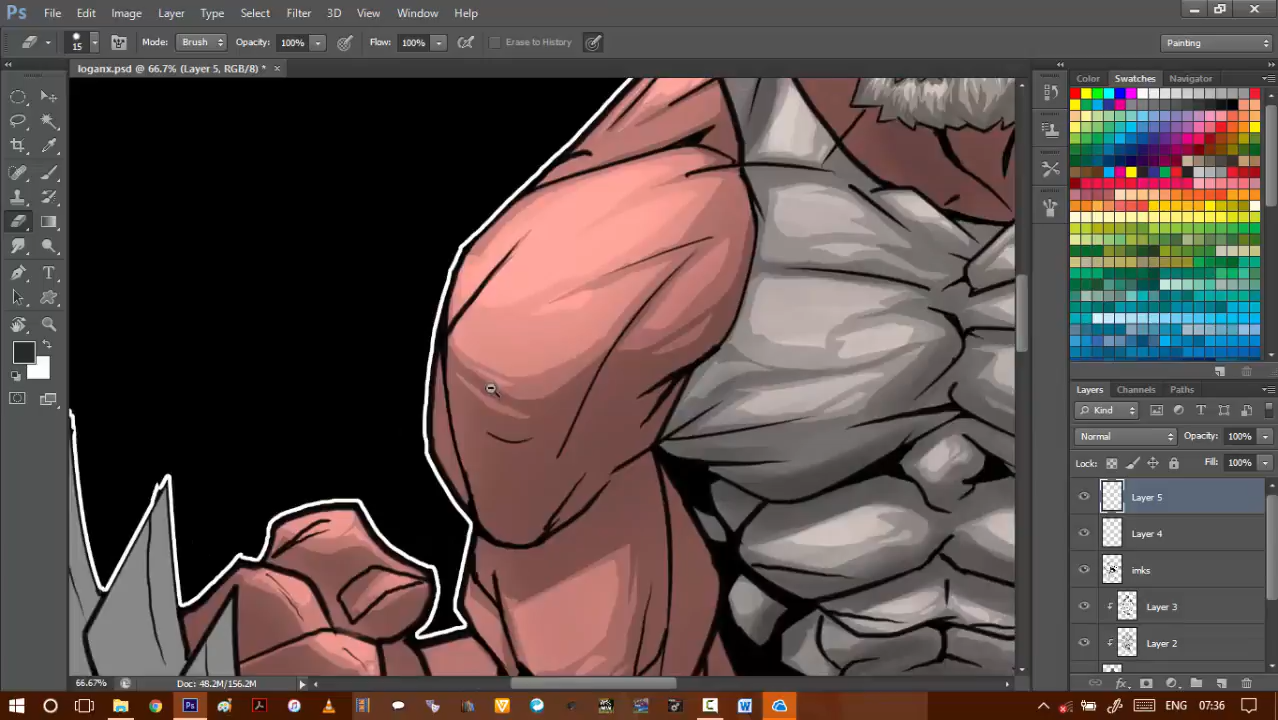 Ps File Edit Image Layer Type Select Filter 3D View Window Help
15 Mode: Brush Opacity: 100% Flow: 100% Erase to History Painting
loganx.psd @ 66.7% (Layer 5, RGB/8) * ×
Color Swatches Navigator
Layers Channels Paths
Kind
Normal Opacity: 100%
Lock: Fill: 100%
Layer 5
Layer 4
imks
Layer 3
Layer 2
66.67% Doc: 48.2M/156.2M
ENG 07:36